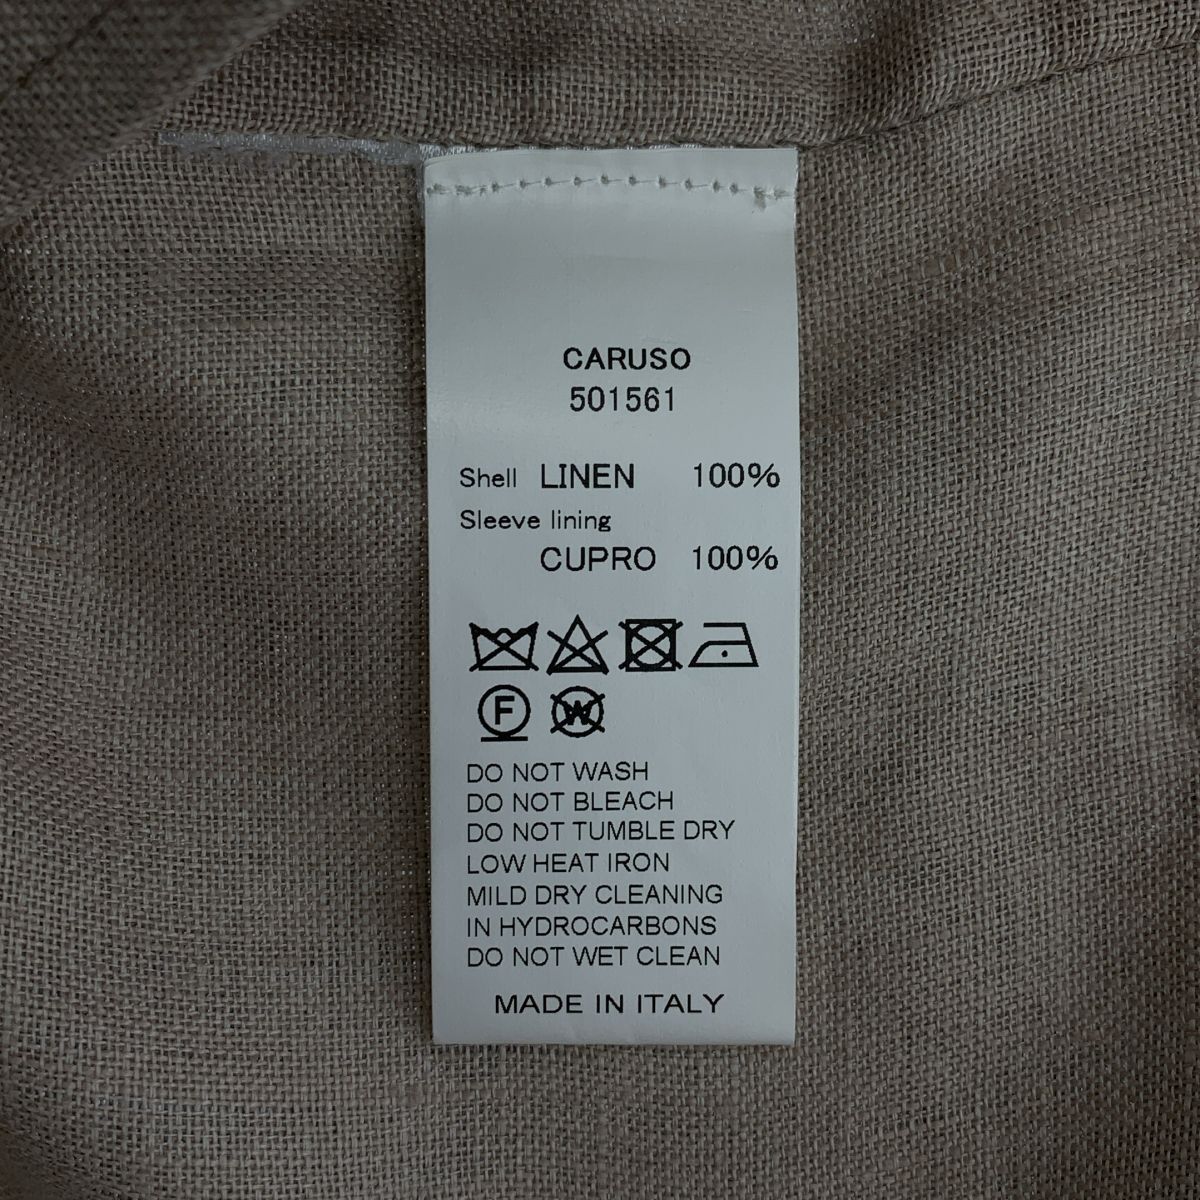 CARUSO
501561
Shell LINEN 100%
Sleeve lining
CUPRO 100%
F W
DO NOT WASH
DO NOT BLEACH
DO NOT TUMBLE DRY
LOW HEAT IRON
MILD DRY CLEANING
IN HYDROCARBONS
DO NOT WET CLEAN
MADE IN ITALY